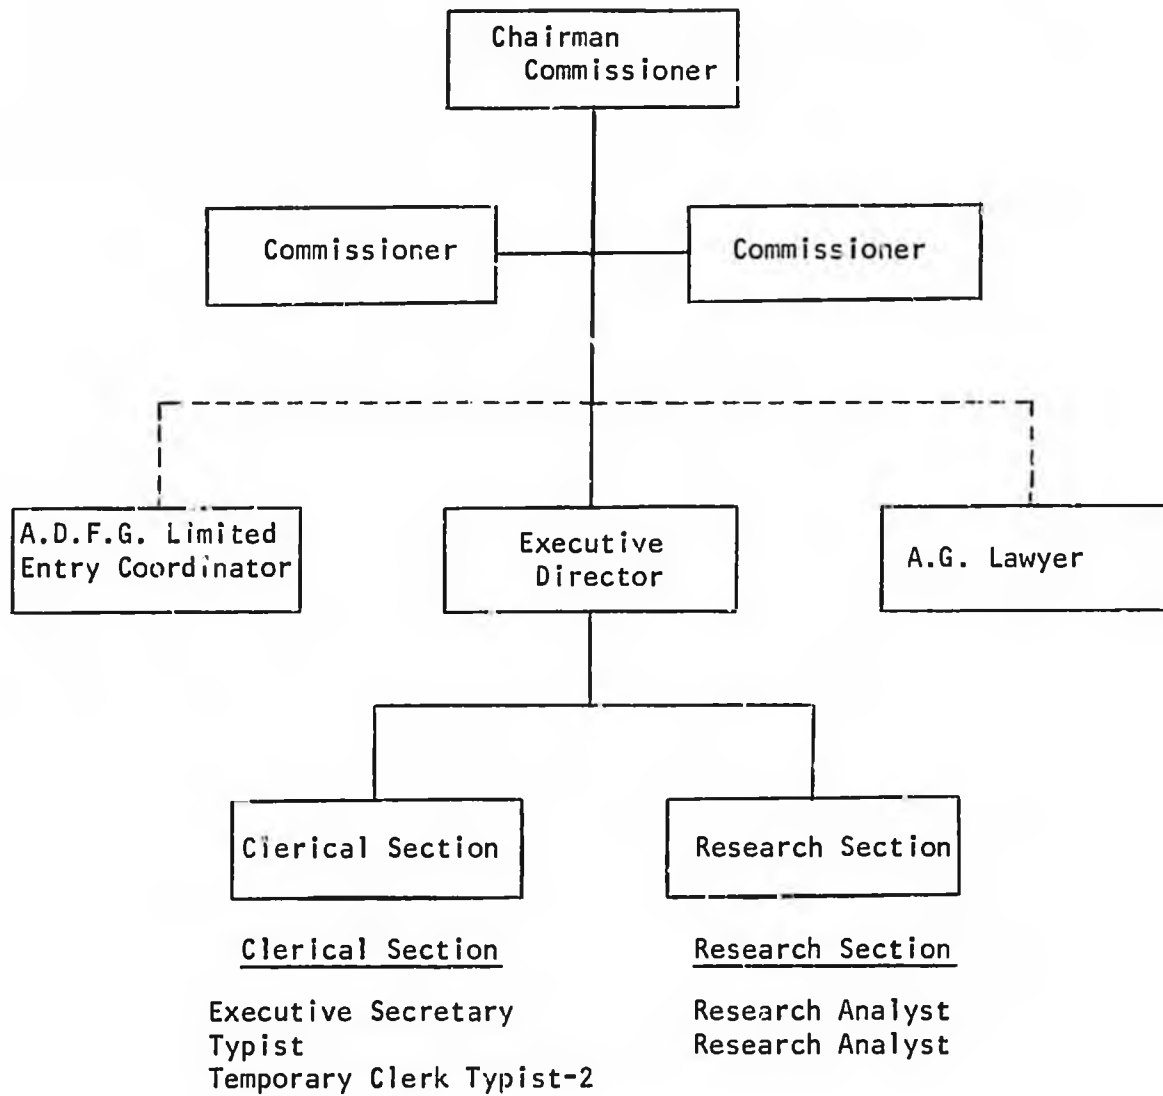 Chairman
Commissioner
Commissioner
Commissioner
A.D.F.G. Limited
Entry Coordinator
Executive
Director
A.G. Lawyer
Clerical Section
Research Section
Clerical Section
Executive Secretary
Typist
Temporary Clerk Typist-2
Research Section
Research Analyst
Research Analyst